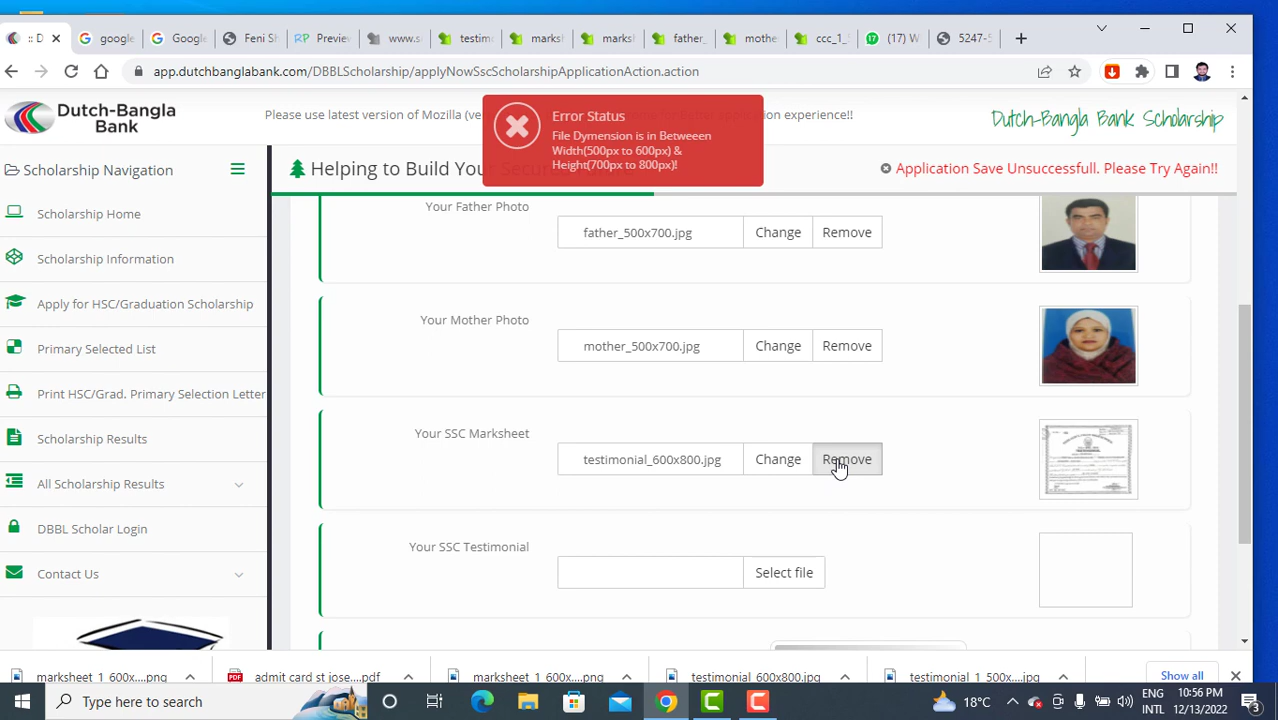 :: D
google
Google
Feni Sh
Preview
www.s
testim
marks
marks
father_
mothe
ccc_1_
(17) W
5247-5
app.dutchbanglabank.com/DBBLScholarship/applyNowSscScholarshipApplicationAction.action
Dutch-Bangla
Bank
Please use latest version of Mozilla (ve
application experience!!
Dutch-Bangla Bank Scholarship
Error Status
File Dymension is in Betweeen
Width(500px to 600px) &
Height(700px to 800px)!
Scholarship Navigation
Helping to Build Your Sec
Application Save Unsuccessful. Please Try Again!!
Scholarship Home
Scholarship Information
Apply for HSC/Graduation Scholarship
Primary Selected List
Print HSC/Grad. Primary Selection Letter
Scholarship Results
All Scholarship Results
DBBL Scholar Login
Contact Us
Your Father Photo
father_500x700.jpg Change Remove
Your Mother Photo
mother_500x700.jpg Change Remove
Your SSC Marksheet
testimonial_600x800.jpg Change Remove
Your SSC Testimonial
Select file
marksheet_1_600x....png
admit card st jose....pdf
marksheet_1_600x....png
testimonial_600x800.jpg
testimonial_1_500x....jpg
Show all
Type here to search
18°C
ENG
INTL
10:56 PM
12/13/2022
3